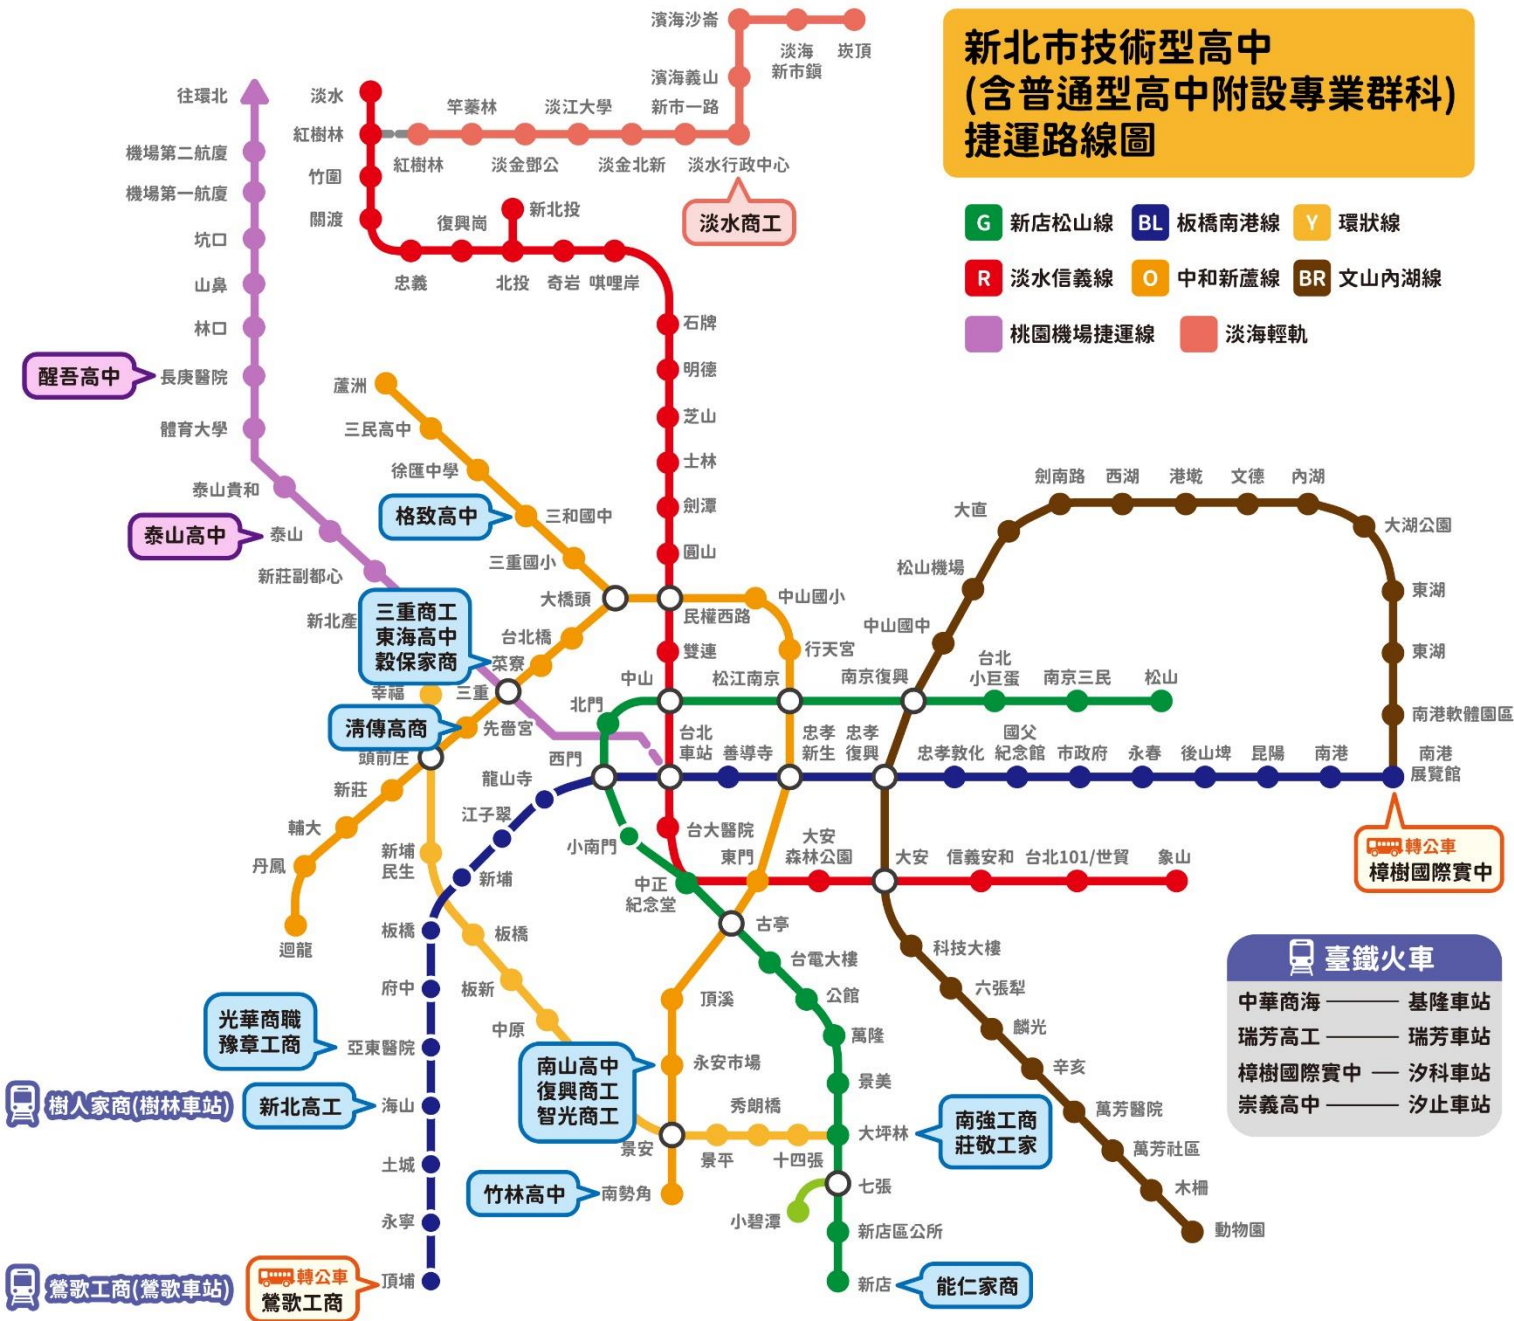 新北市技術型高中
(含普通型高中附設專業群科)
捷運路線圖
G 新店松山線
BL 板橋南港線
Y 環狀線
R 淡水信義線
O 中和新蘆線
BR 文山內湖線
桃園機場捷運線
淡海輕軌
濱海沙崙
淡海
新市鎮
崁頂
濱海義山
竿蓁林
淡江大學
新市一路
紅樹林
淡金鄧公
淡金北新
淡水行政中心
淡水商工
往環北
機場第二航廈
機場第一航廈
坑口
山鼻
林口
醒吾高中
長庚醫院
體育大學
泰山貴和
泰山高中
泰山
新莊副都心
新北產
淡水
紅樹林
竹圍
關渡
忠義
復興崗
新北投
北投
奇岩
唭哩岸
石牌
明德
芝山
士林
劍潭
圓山
民權西路
雙連
中山
台北
車站
台大醫院
蘆洲
三民高中
徐匯中學
格致高中
三和國中
三重國小
大橋頭
台北橋
三重商工
東海高中
穀保家商
菜寮
三重
幸福
清傳高商
先嗇宮
頭前庄
新莊
輔大
丹鳳
迴龍
中山國小
行天宮
松江南京
忠孝
新生
東門
古亭
頂溪
永安市場
南山高中
復興商工
智光商工
景安
竹林高中
南勢角
北門
西門
小南門
中正
紀念堂
南京復興
台北
小巨蛋
南京三民
松山
龍山寺
江子翠
新埔
板橋
府中
光華商職
豫章工商
亞東醫院
樹人家商(樹林車站)
新北高工
海山
土城
永寧
鶯歌工商(鶯歌車站)
轉公車
鶯歌工商
頂埔
新埔
民生
板橋
板新
中原
景平
秀朗橋
十四張
善導寺
忠孝
復興
忠孝敦化
國父
紀念館
市政府
永春
後山埤
昆陽
南港
南港
展覽館
轉公車
樟樹國際實中
大安
森林公園
大安
信義安和
台北101/世貿
象山
台電大樓
公館
萬隆
景美
大坪林
南強工商
莊敬工家
七張
小碧潭
新店區公所
新店
能仁家商
劍南路
西湖
港墘
文德
內湖
大直
大湖公園
松山機場
東湖
中山國中
東湖
南港軟體園區
科技大樓
六張犁
麟光
辛亥
萬芳醫院
萬芳社區
木柵
動物園
臺鐵火車
中華商海 基隆車站
瑞芳高工 瑞芳車站
樟樹國際實中 汐科車站
崇義高中 汐止車站